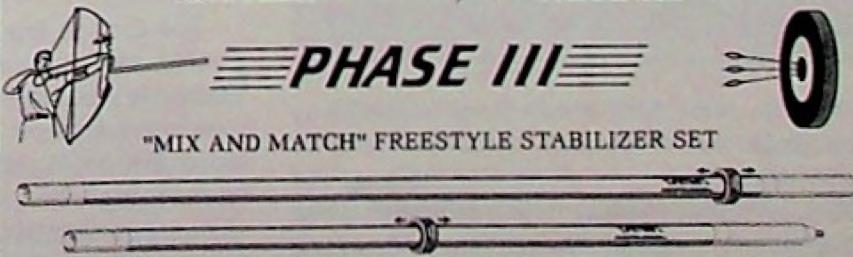 PHASE III
"MIX AND MATCH" FREESTYLE STABILIZER SET